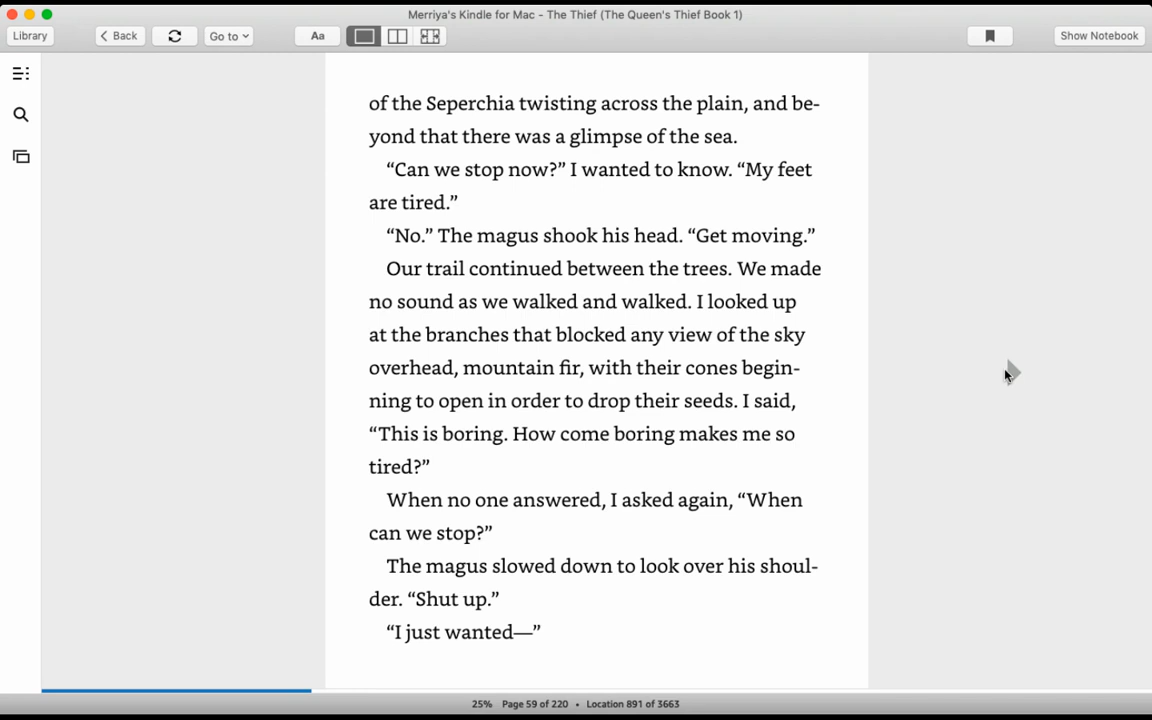 Merriya's Kindle for Mac - The Thief (The Queen's Thief Book 1)
Library
Back
Go to
Aa
Show Notebook
of the Seperchia twisting across the plain, and be-
yond that there was a glimpse of the sea.
“Can we stop now?” I wanted to know. “My feet
are tired.”
“No.” The magus shook his head. “Get moving.”
Our trail continued between the trees. We made
no sound as we walked and walked. I looked up
at the branches that blocked any view of the sky
overhead, mountain fir, with their cones begin-
ning to open in order to drop their seeds. I said,
“This is boring. How come boring makes me so
tired?”
When no one answered, I asked again, “When
can we stop?”
The magus slowed down to look over his shoul-
der. “Shut up.”
“I just wanted—”
25% Page 59 of 220 • Location 891 of 3663